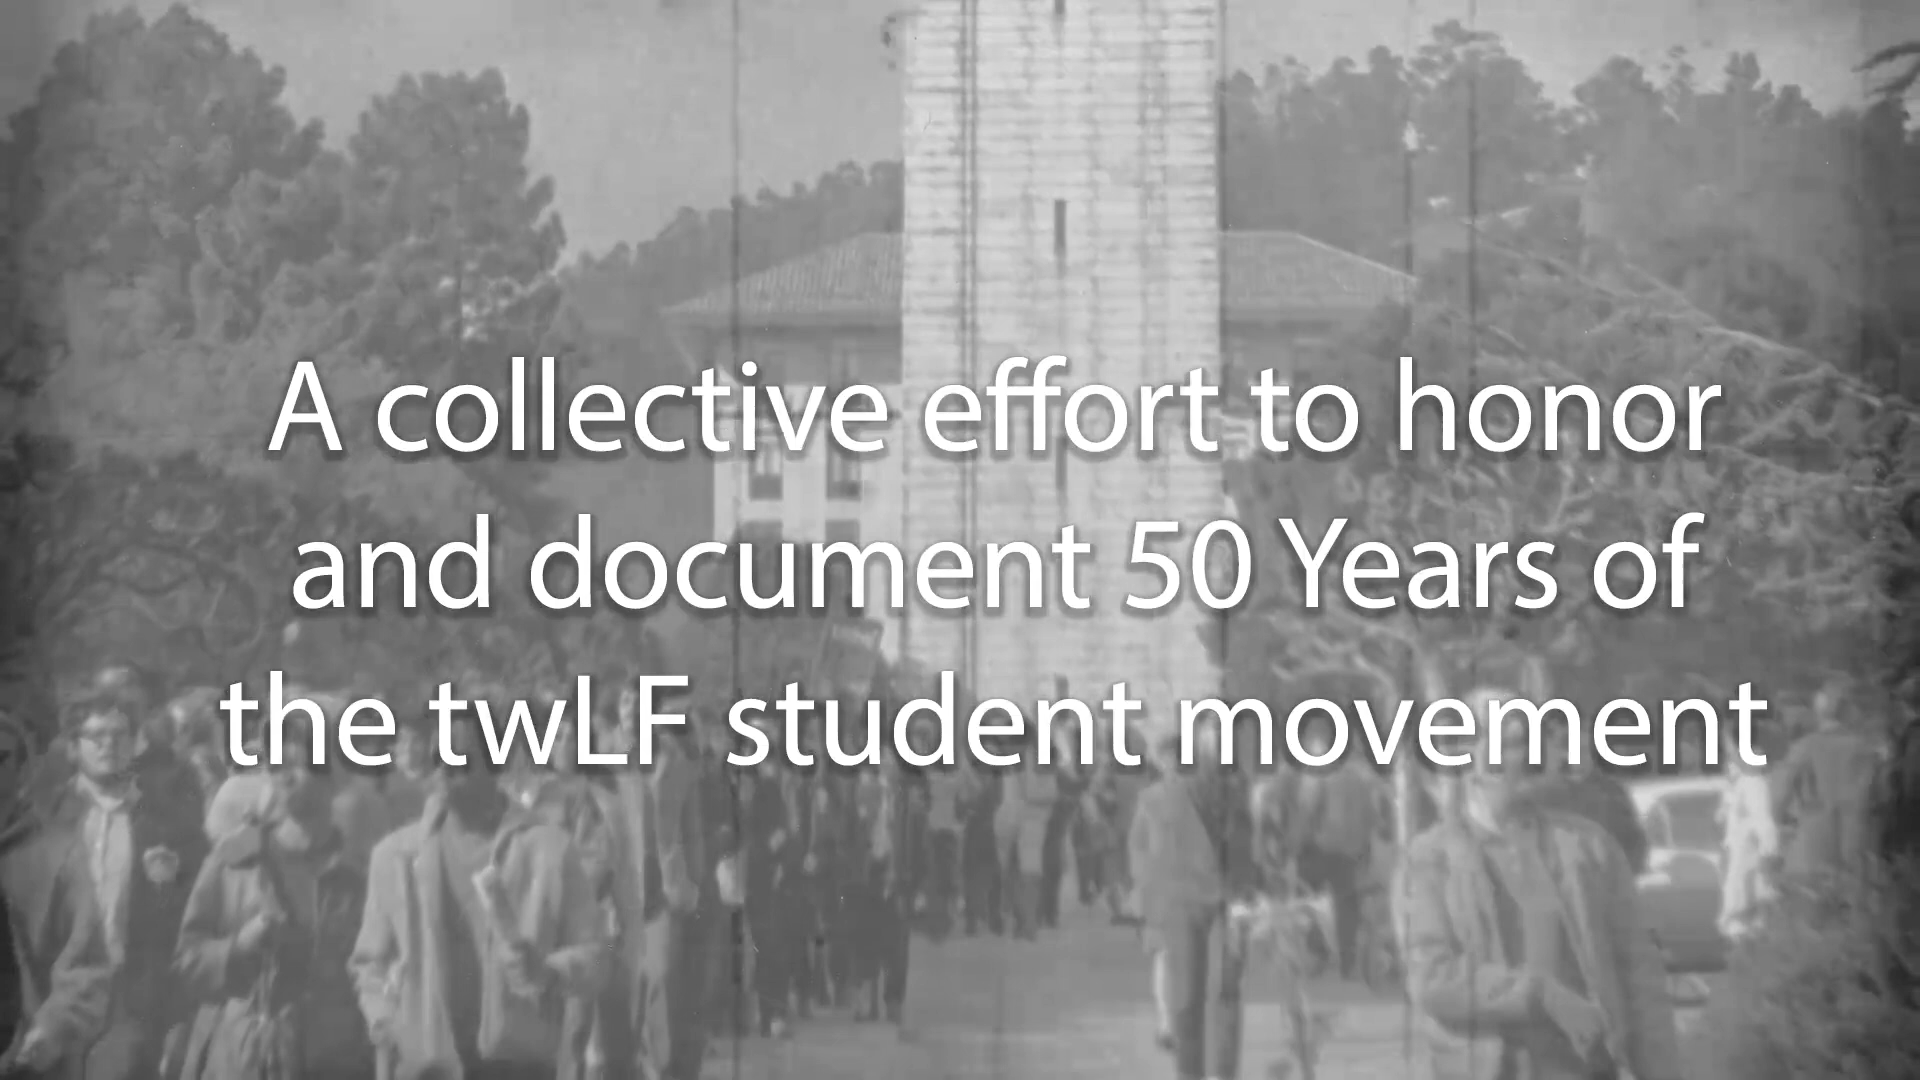 A collective effort to honor
and document 50 Years of
the twLF student movement